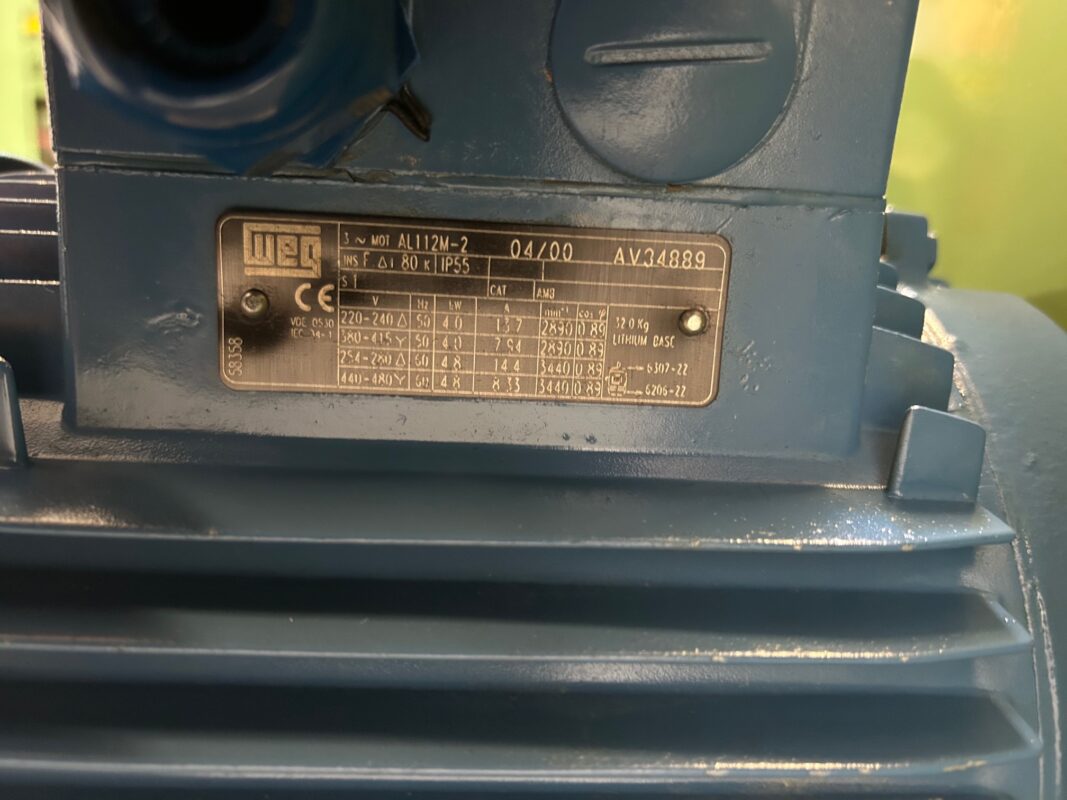 WEG
3 ~ MOT AL112M-2 04/00 AV34889
INS F Δt 80 K IP55
S1 CAT AMB
CE
VDE 0530
IEC 34-1
G8358
V Hz kW A min⁻¹ cos φ
220-240 Δ 50 4.0 13.7 2890 0.89
380-415 Y 50 4.0 7.94 2890 0.89
254-280 Δ 60 4.8 14.4 3440 0.89
440-480 Y 60 4.8 8.33 3440 0.89
32.0 Kg
LITHIUM BASE
6307-ZZ
6206-ZZ